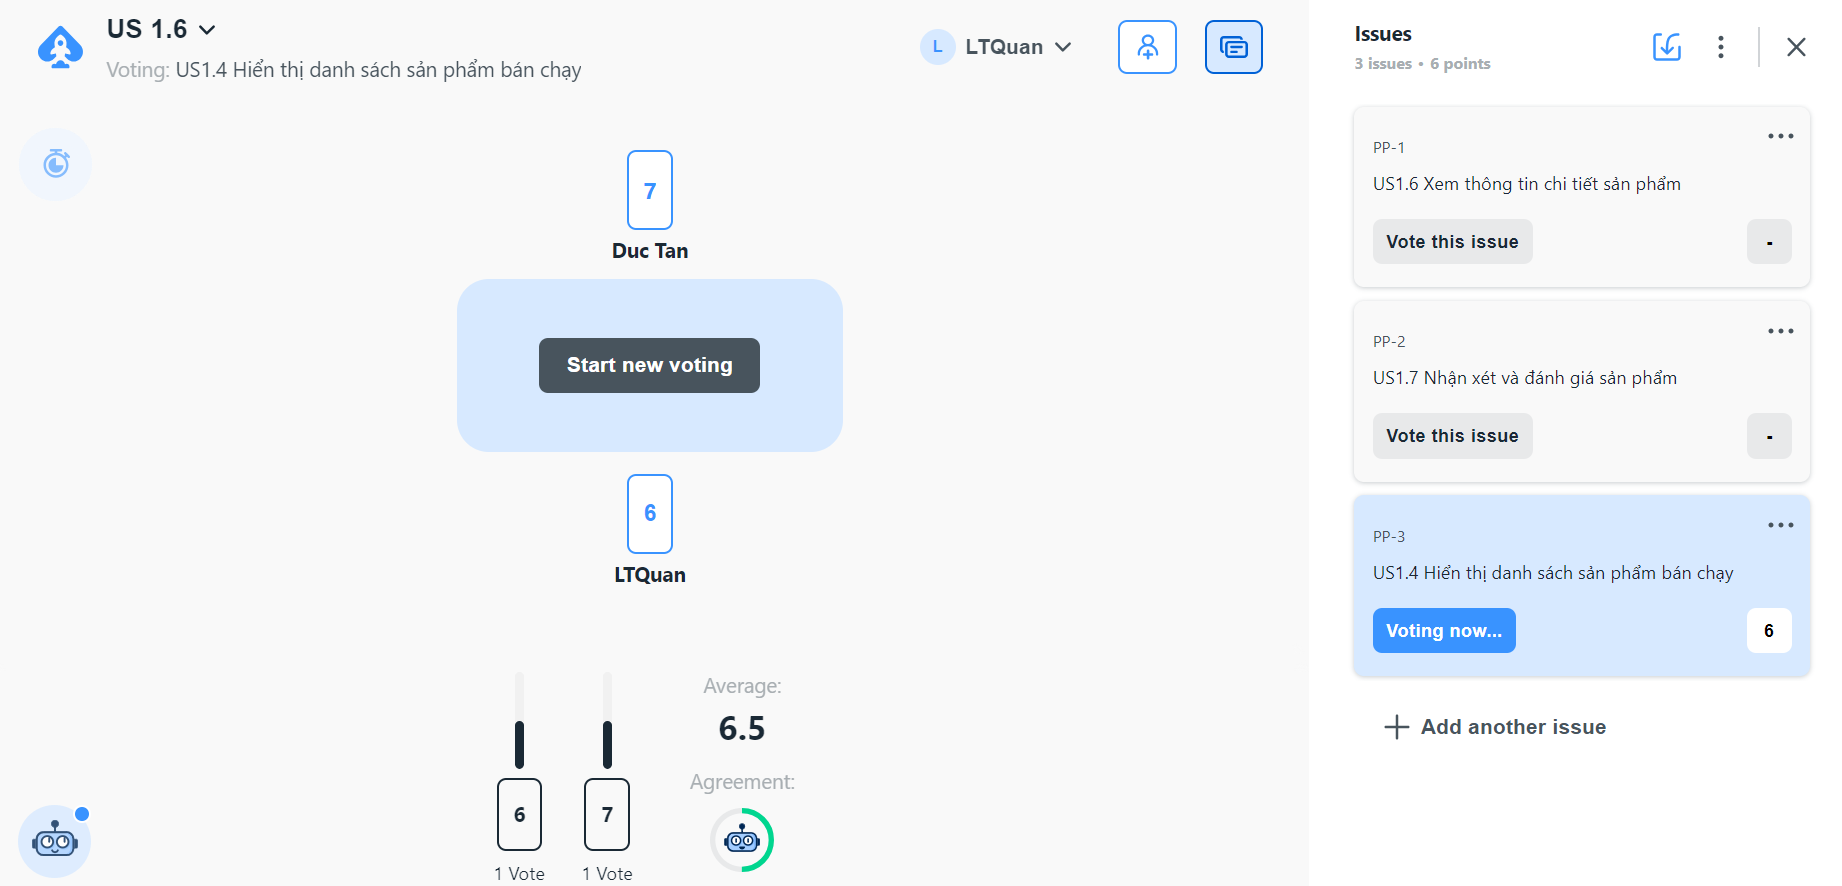 US 1.6
Voting: US1.4 Hiển thị danh sách sản phẩm bán chạy
L LTQuan
7
Duc Tan
Start new voting
6
LTQuan
6
1 Vote
7
1 Vote
Average:
6.5
Agreement:
Issues
3 issues • 6 points
PP-1
US1.6 Xem thông tin chi tiết sản phẩm
Vote this issue -
PP-2
US1.7 Nhận xét và đánh giá sản phẩm
Vote this issue -
PP-3
US1.4 Hiển thị danh sách sản phẩm bán chạy
Voting now... 6
Add another issue